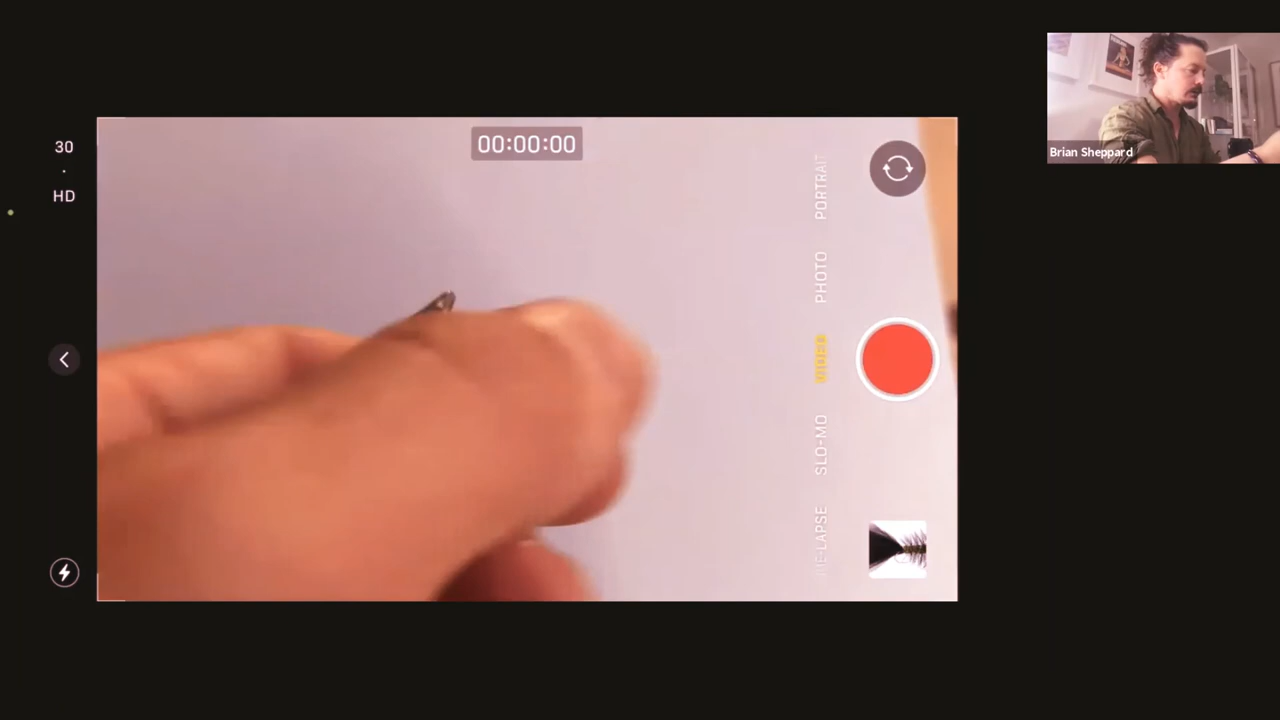 30
HD
00:00:00
PORTRAIT
PHOTO
VIDEO
SLO-MO
Brian Sheppard